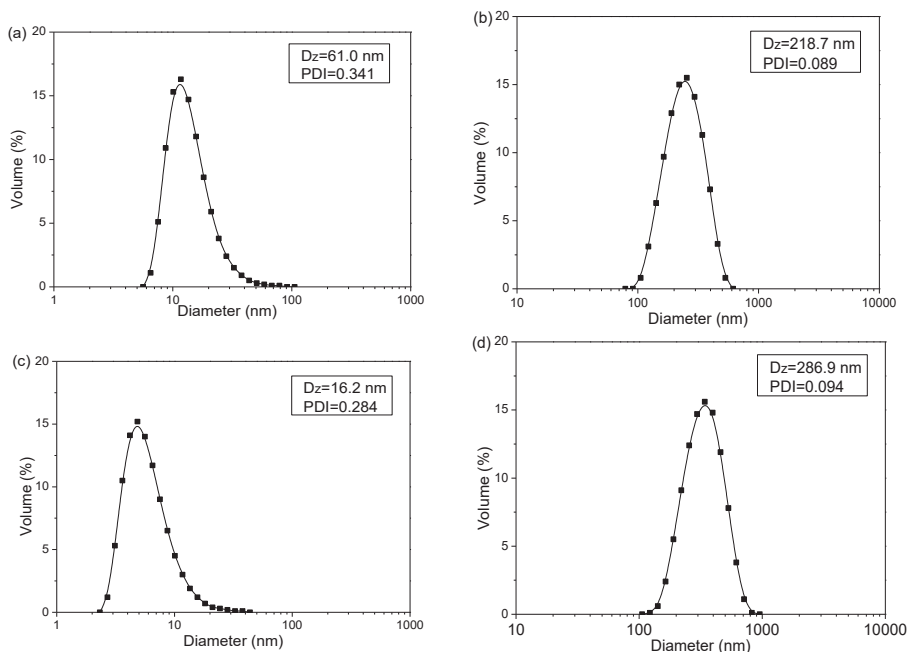 (a)
Dz=61.0 nm
PDI=0.341
Volume (%)
20
15
10
5
0
1
10
100
1000
Diameter (nm)
(b)
Dz=218.7 nm
PDI=0.089
Volume (%)
20
15
10
5
0
10
100
1000
10000
Diameter (nm)
(c)
Dz=16.2 nm
PDI=0.284
Volume (%)
20
15
10
5
0
1
10
100
1000
Diameter (nm)
(d)
Dz=286.9 nm
PDI=0.094
Volume (%)
20
15
10
5
0
10
100
1000
10000
Diameter (nm)